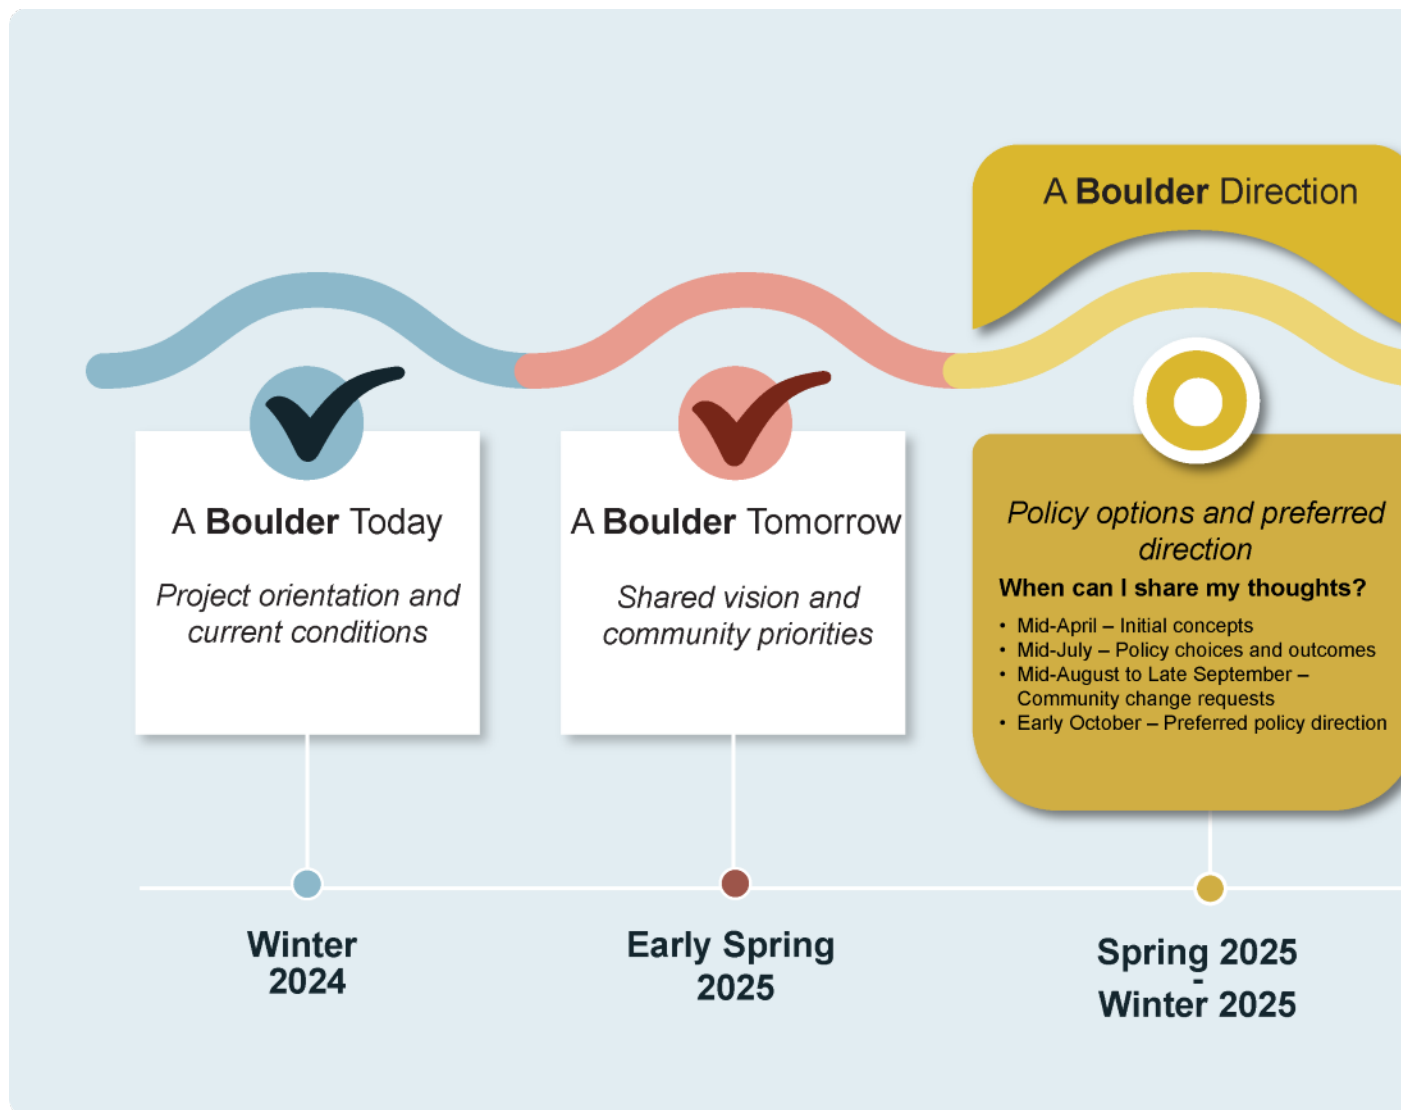 A Boulder Direction
A Boulder Today
Project orientation and
current conditions
A Boulder Tomorrow
Shared vision and
community priorities
Policy options and preferred
direction
When can I share my thoughts?
• Mid-April – Initial concepts
• Mid-July – Policy choices and outcomes
• Mid-August to Late September –
Community change requests
• Early October – Preferred policy direction
Winter
2024
Early Spring
2025
Spring 2025
-
Winter 2025